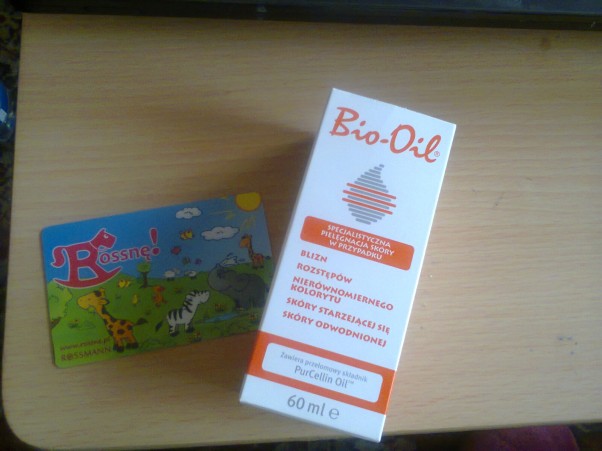 Rossnę!
ROSSMANN
Bio-Oil®
SPECJALISTYCZNA
PIELĘGNACJA SKÓRY
W PRZYPADKU
BLIZN
ROZSTĘPÓW
NIERÓWNOMIERNEGO
KOLORYTU
SKÓRY STARZEJĄCEJ SIĘ
SKÓRY ODWODNIONEJ
Zawiera przełomowy składnik
PurCellin Oil™
60 ml ℮